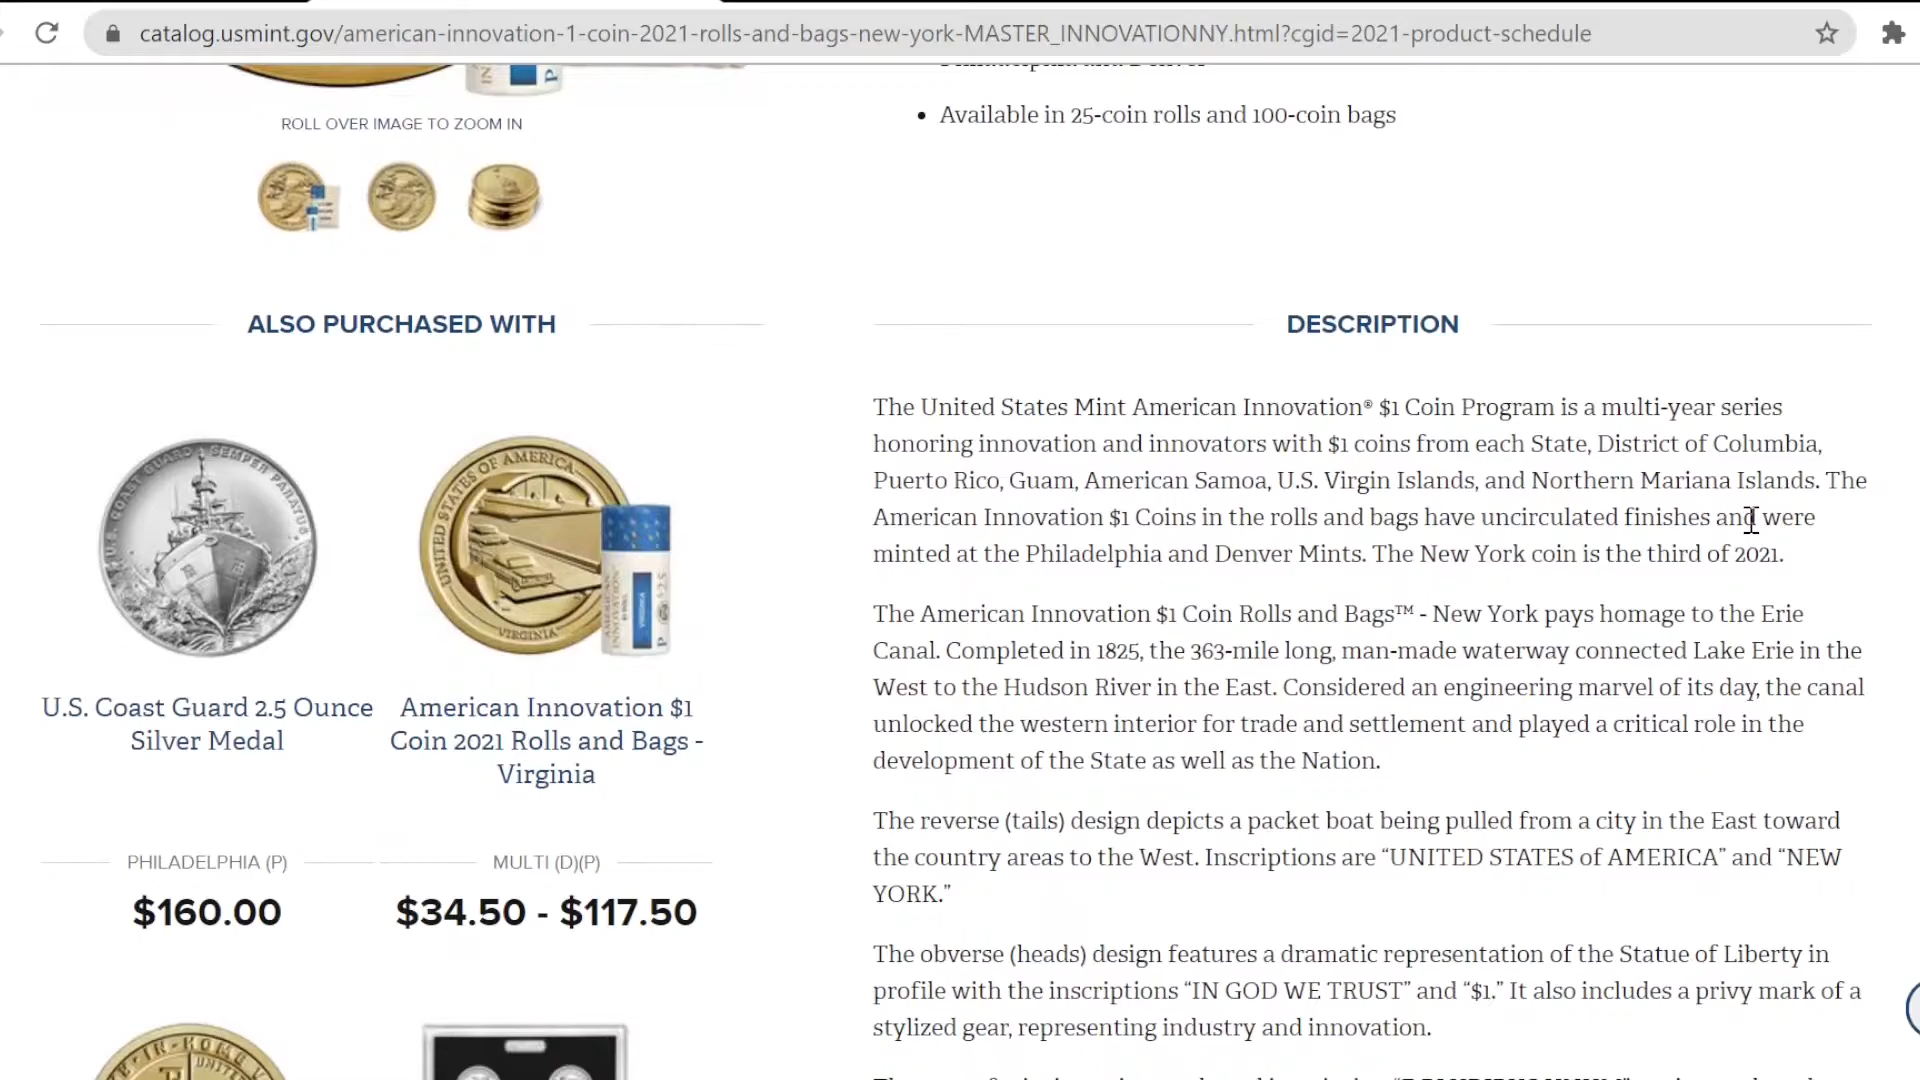 catalog.usmint.gov/american-innovation-1-coin-2021-rolls-and-bags-new-york-MASTER_INNOVATIONNY.html?cgid=2021-product-schedule
Philadelphia and Denver
• Available in 25-coin rolls and 100-coin bags
ROLL OVER IMAGE TO ZOOM IN
ALSO PURCHASED WITH
U.S. COAST GUARD SEMPER PARATUS
UNITED STATES OF AMERICA
VIRGINIA
U.S. Coast Guard 2.5 Ounce
Silver Medal
American Innovation $1
Coin 2021 Rolls and Bags -
Virginia
PHILADELPHIA (P)
MULTI (D)(P)
$160.00
$34.50 - $117.50
DESCRIPTION
The United States Mint American Innovation® $1 Coin Program is a multi-year series
honoring innovation and innovators with $1 coins from each State, District of Columbia,
Puerto Rico, Guam, American Samoa, U.S. Virgin Islands, and Northern Mariana Islands. The
American Innovation $1 Coins in the rolls and bags have uncirculated finishes and were
minted at the Philadelphia and Denver Mints. The New York coin is the third of 2021.
The American Innovation $1 Coin Rolls and Bags™ - New York pays homage to the Erie
Canal. Completed in 1825, the 363-mile long, man-made waterway connected Lake Erie in the
West to the Hudson River in the East. Considered an engineering marvel of its day, the canal
unlocked the western interior for trade and settlement and played a critical role in the
development of the State as well as the Nation.
The reverse (tails) design depicts a packet boat being pulled from a city in the East toward
the country areas to the West. Inscriptions are “UNITED STATES of AMERICA” and “NEW
YORK.”
The obverse (heads) design features a dramatic representation of the Statue of Liberty in
profile with the inscriptions “IN GOD WE TRUST” and “$1.” It also includes a privy mark of a
stylized gear, representing industry and innovation.